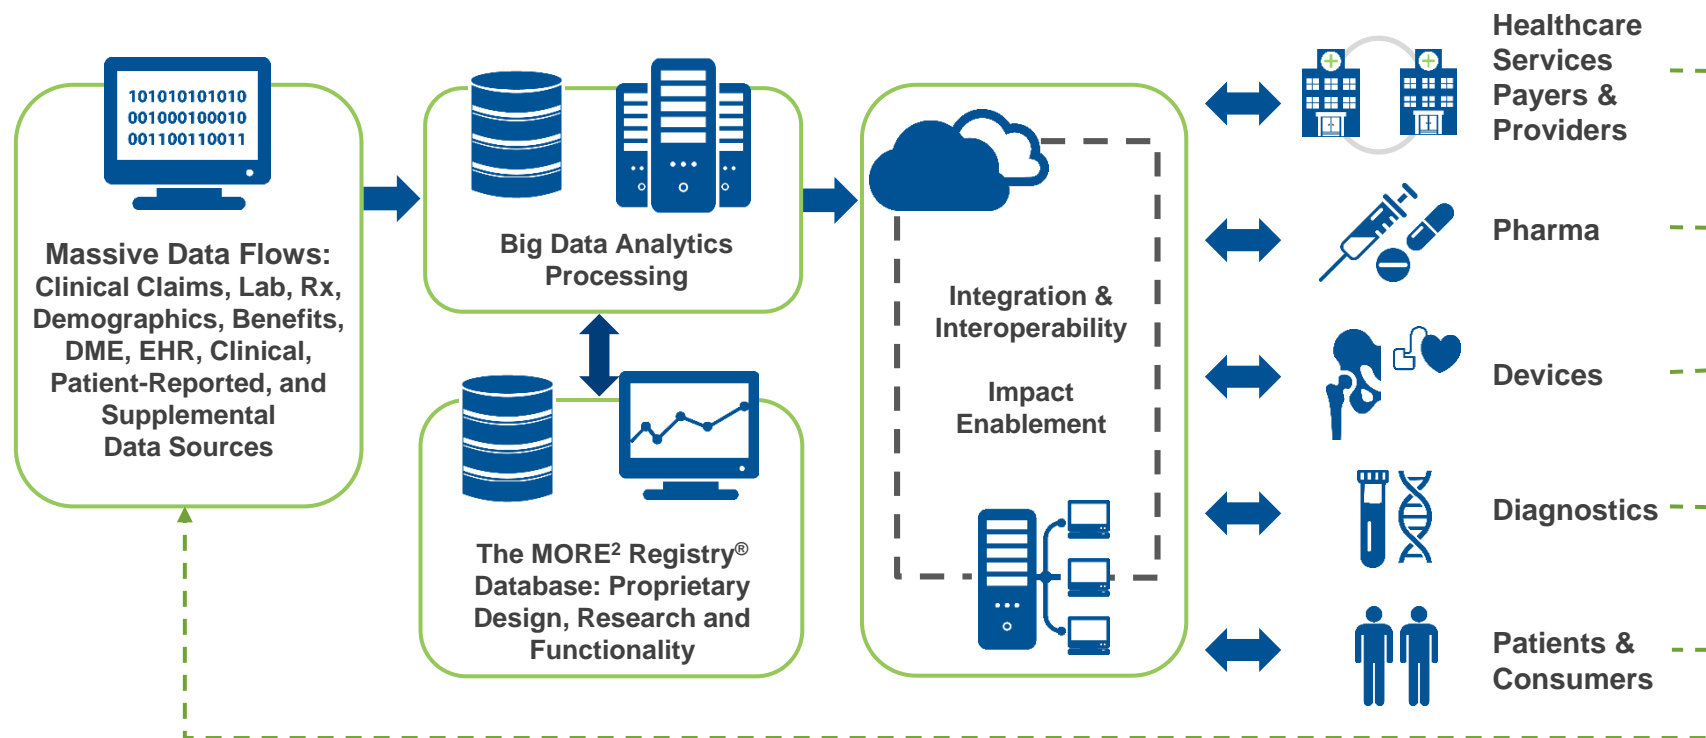 101010101010
001000100010
001100110011
Massive Data Flows:
Clinical Claims, Lab, Rx,
Demographics, Benefits,
DME, EHR, Clinical,
Patient-Reported, and
Supplemental
Data Sources
Big Data Analytics
Processing
The MORE² Registry®
Database: Proprietary
Design, Research and
Functionality
Integration &
Interoperability
Impact
Enablement
Healthcare
Services
Payers &
Providers
Pharma
Devices
Diagnostics
Patients &
Consumers